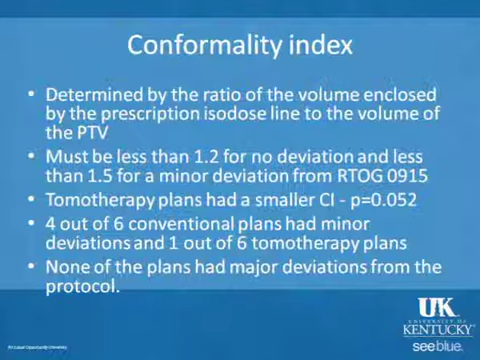 Conformality index
• Determined by the ratio of the volume enclosed
by the prescription isodose line to the volume of
the PTV
• Must be less than 1.2 for no deviation and less
than 1.5 for a minor deviation from RTOG 0915
• Tomotherapy plans had a smaller CI - p=0.052
• 4 out of 6 conventional plans had minor
deviations and 1 out of 6 tomotherapy plans
• None of the plans had major deviations from the
protocol.
An Equal Opportunity University
UK
UNIVERSITY OF
KENTUCKY
see blue.